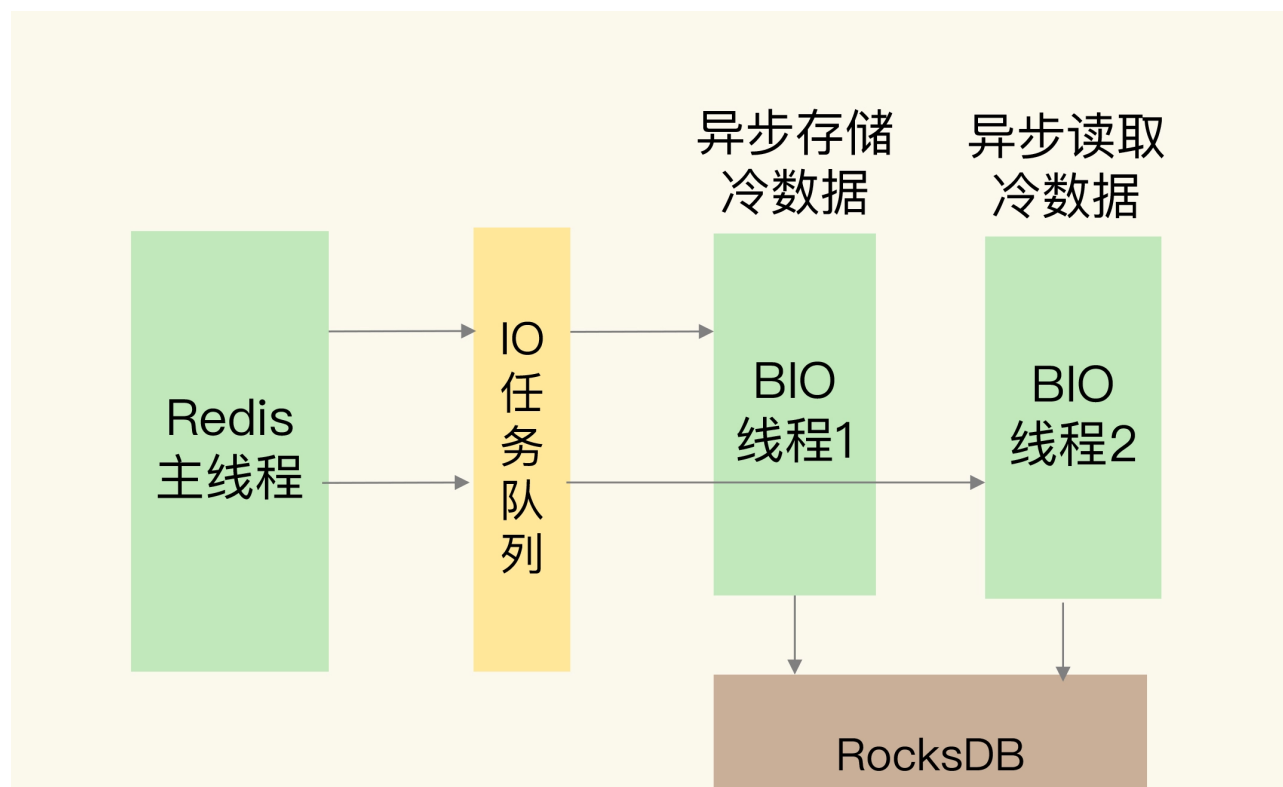 异步存储
冷数据
异步读取
冷数据
Redis
主线程
IO
任
务
队
列
BIO
线程1
BIO
线程2
RocksDB